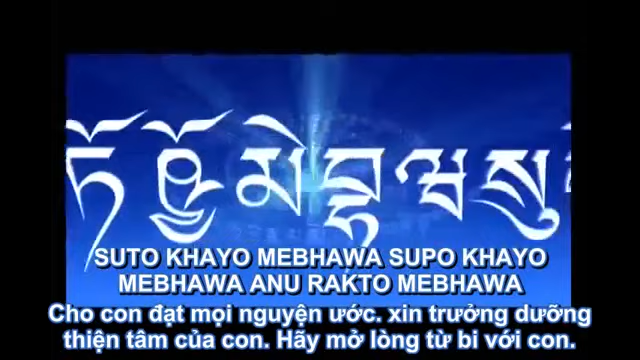 ཏོཥྱོམེབྷཝསུ
SUTO KHAYO MEBHAWA SUPO KHAYO
MEBHAWA ANU RAKTO MEBHAWA
Cho con đạt mọi nguyện ước. xin trưởng dưỡng
thiện tâm của con. Hãy mở lòng từ bi với con.